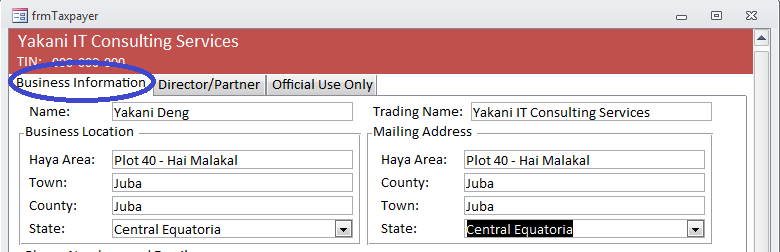 frmTaxpayer
Yakani IT Consulting Services
TIN:
Business Information Director/Partner Official Use Only
Name: Yakani Deng Trading Name: Yakani IT Consulting Services
Business Location Mailing Address
Haya Area: Plot 40 - Hai Malakal Haya Area: Plot 40 - Hai Malakal
Town: Juba County: Juba
County: Juba Town: Juba
State: Central Equatoria State: Central Equatoria